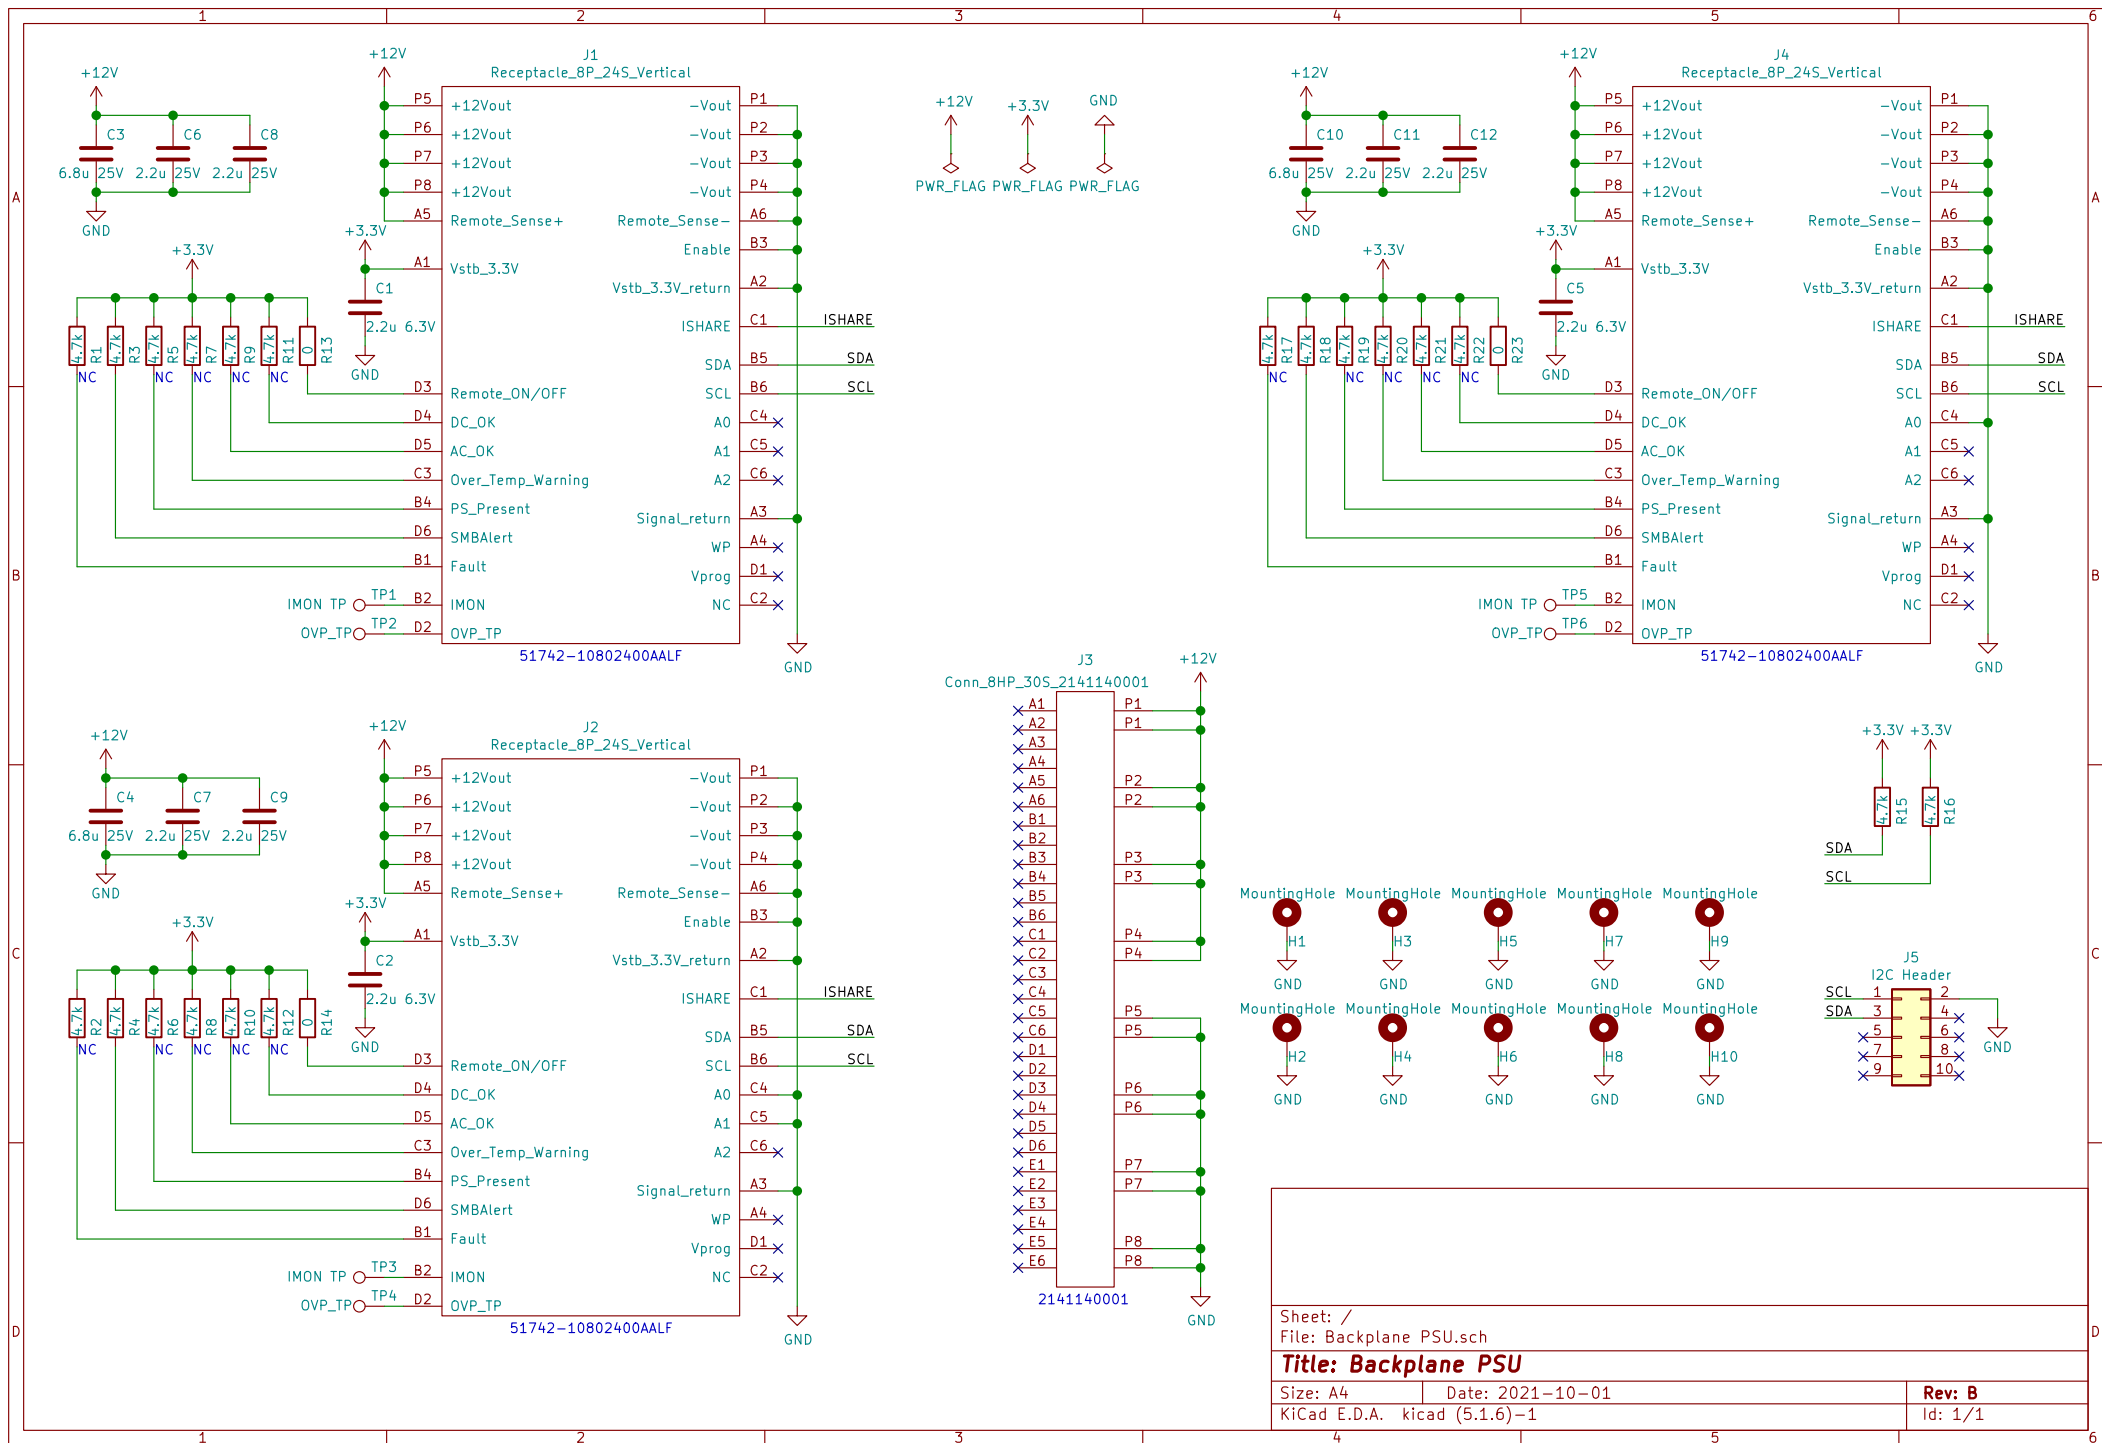 1 2 3 4 5 6
A
B
C
D
J1
Receptacle_8P_24S_Vertical
+12V
+12V
C3 C6 C8
6.8u 25V 2.2u 25V 2.2u 25V
GND
+3.3V
+3.3V
C1
2.2u 6.3V
GND
4.7k R1 NC
4.7k R3
4.7k R5 NC
4.7k R7 NC
4.7k R9 NC
4.7k R11 NC
0 R13
P5 +12Vout
P6 +12Vout
P7 +12Vout
P8 +12Vout
A5 Remote_Sense+
A1 Vstb_3.3V
D3 Remote_ON/OFF
D4 DC_OK
D5 AC_OK
C3 Over_Temp_Warning
B4 PS_Present
D6 SMBAlert
B1 Fault
IMON TP TP1 B2 IMON
OVP_TP TP2 D2 OVP_TP
-Vout P1
-Vout P2
-Vout P3
-Vout P4
Remote_Sense- A6
Enable B3
Vstb_3.3V_return A2
ISHARE C1 ISHARE
SDA B5 SDA
SCL B6 SCL
A0 C4
A1 C5
A2 C6
Signal_return A3
WP A4
Vprog D1
NC C2
GND
51742-10802400AALF
+12V +3.3V GND
PWR_FLAG PWR_FLAG PWR_FLAG
J4
Receptacle_8P_24S_Vertical
+12V
+12V
C10 C11 C12
6.8u 25V 2.2u 25V 2.2u 25V
GND
+3.3V
+3.3V
C5
2.2u 6.3V
GND
4.7k R17 NC
4.7k R18
4.7k R19 NC
4.7k R20 NC
4.7k R21 NC
4.7k R22 NC
0 R23
P5 +12Vout
P6 +12Vout
P7 +12Vout
P8 +12Vout
A5 Remote_Sense+
A1 Vstb_3.3V
D3 Remote_ON/OFF
D4 DC_OK
D5 AC_OK
C3 Over_Temp_Warning
B4 PS_Present
D6 SMBAlert
B1 Fault
IMON TP TP5 B2 IMON
OVP_TP TP6 D2 OVP_TP
-Vout P1
-Vout P2
-Vout P3
-Vout P4
Remote_Sense- A6
Enable B3
Vstb_3.3V_return A2
ISHARE C1 ISHARE
SDA B5 SDA
SCL B6 SCL
A0 C4
A1 C5
A2 C6
Signal_return A3
WP A4
Vprog D1
NC C2
GND
51742-10802400AALF
J2
Receptacle_8P_24S_Vertical
+12V
+12V
C4 C7 C9
6.8u 25V 2.2u 25V 2.2u 25V
GND
+3.3V
+3.3V
C2
2.2u 6.3V
GND
4.7k R2 NC
4.7k R4
4.7k R6 NC
4.7k R8 NC
4.7k R10 NC
4.7k R12 NC
0 R14
P5 +12Vout
P6 +12Vout
P7 +12Vout
P8 +12Vout
A5 Remote_Sense+
A1 Vstb_3.3V
D3 Remote_ON/OFF
D4 DC_OK
D5 AC_OK
C3 Over_Temp_Warning
B4 PS_Present
D6 SMBAlert
B1 Fault
IMON TP TP3 B2 IMON
OVP_TP TP4 D2 OVP_TP
-Vout P1
-Vout P2
-Vout P3
-Vout P4
Remote_Sense- A6
Enable B3
Vstb_3.3V_return A2
ISHARE C1 ISHARE
SDA B5 SDA
SCL B6 SCL
A0 C4
A1 C5
A2 C6
Signal_return A3
WP A4
Vprog D1
NC C2
GND
51742-10802400AALF
J3
Conn_8HP_30S_2141140001
+12V
A1 P1
A2 P1
A3
A4
A5 P2
A6 P2
B1
B2
B3 P3
B4 P3
B5
B6
C1 P4
C2 P4
C3
C4
C5 P5
C6 P5
D1
D2
D3 P6
D4 P6
D5
D6
E1 P7
E2 P7
E3
E4
E5 P8
E6 P8
GND
2141140001
MountingHole MountingHole MountingHole MountingHole MountingHole
H1 H3 H5 H7 H9
GND GND GND GND GND
MountingHole MountingHole MountingHole MountingHole MountingHole
H2 H4 H6 H8 H10
GND GND GND GND GND
+3.3V +3.3V
4.7k R15 4.7k R16
SDA
SCL
J5
I2C Header
SCL 1 2
SDA 3 4
5 6
7 8
9 10
GND
Sheet: /
File: Backplane PSU.sch
Title: Backplane PSU
Size: A4 Date: 2021-10-01 Rev: B
KiCad E.D.A. kicad (5.1.6)-1 Id: 1/1
A
B
C
D
1 2 3 4 5 6